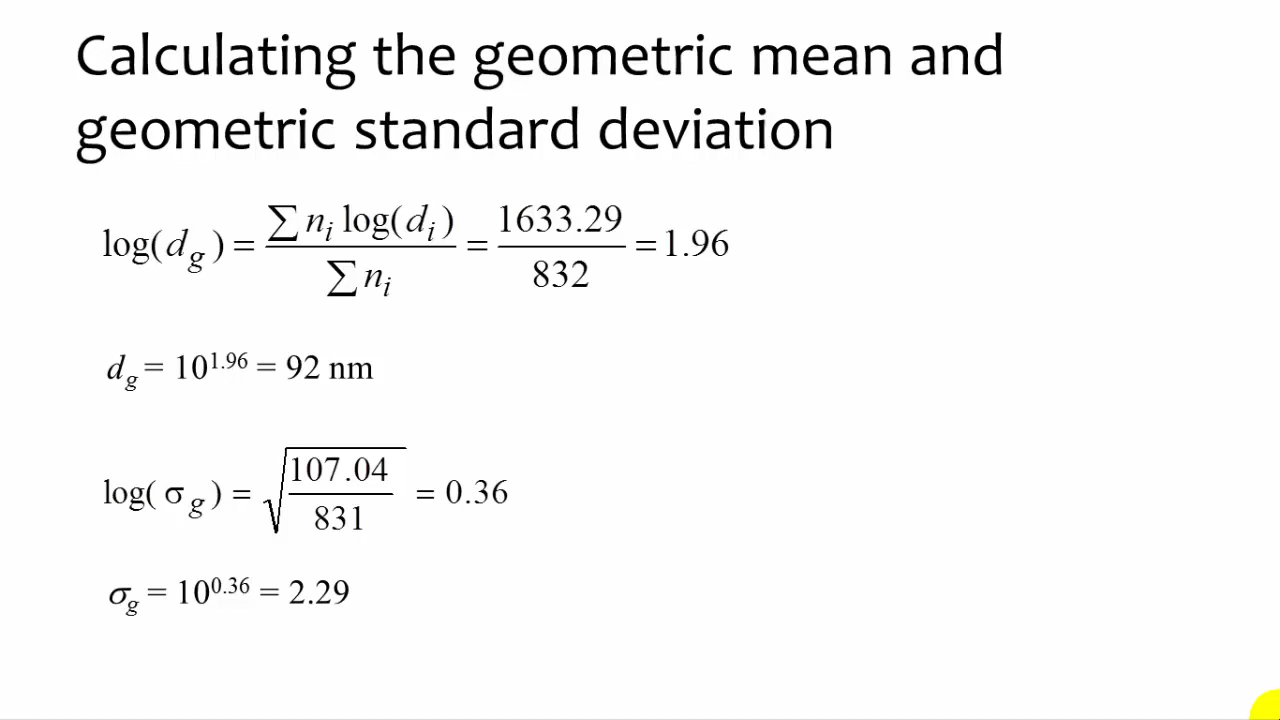 Calculating the geometric mean and
geometric standard deviation
log(d_g) = ∑ n_i log(d_i) / ∑ n_i = 1633.29 / 832 = 1.96
d_g = 10^1.96 = 92 nm
log(σ_g) = √(107.04 / 831) = 0.36
σ_g = 10^0.36 = 2.29